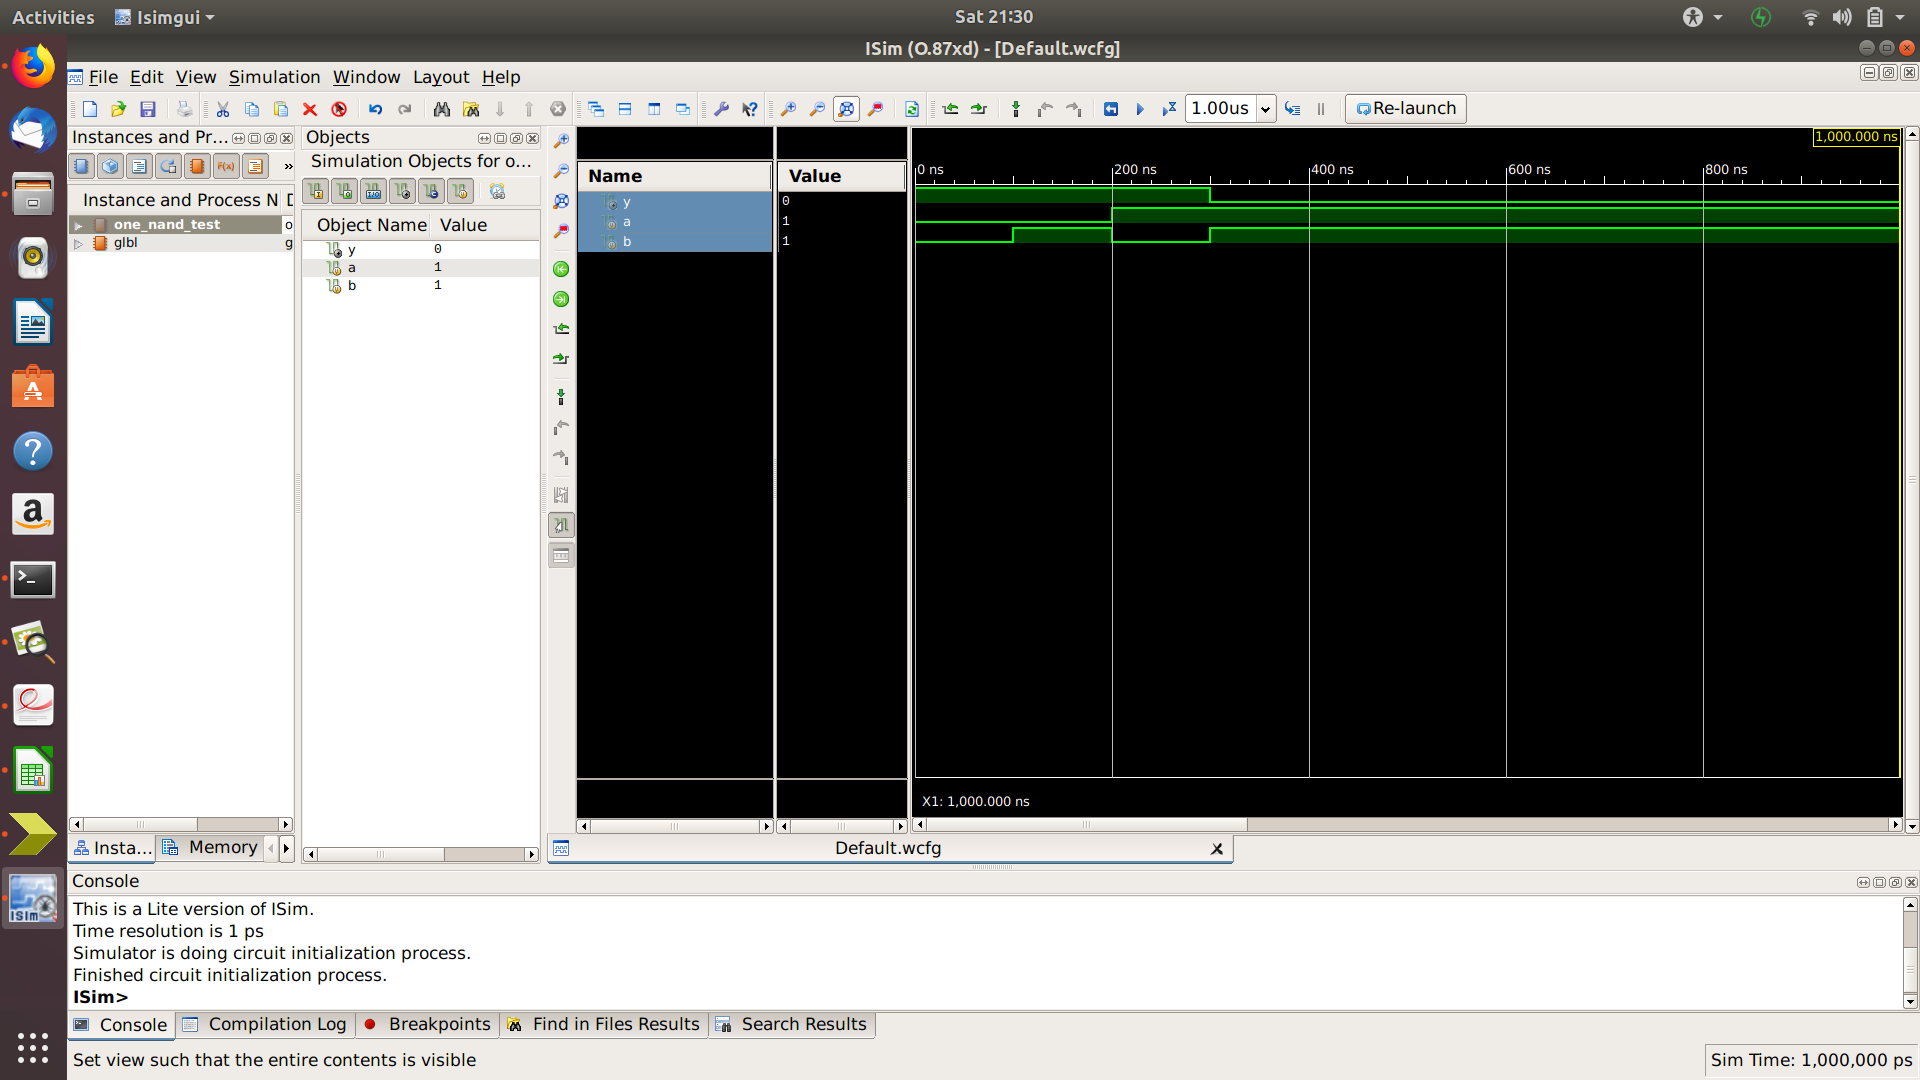 Activities
Isimgui
Sat 21:30
ISim (O.87xd) - [Default.wcfg]
File Edit View Simulation Window Layout Help
1.00us
Re-launch
Instances and Pr...
Objects
Simulation Objects for o...
F(x)
»
Instance and Process N D
one_nand_test o
glbl g
Object Name Value
y 0
a 1
b 1
Name
Value
y 0
a 1
b 1
1,000.000 ns
0 ns 200 ns 400 ns 600 ns 800 ns
X1: 1,000.000 ns
Insta... Memory
Default.wcfg
Console
This is a Lite version of ISim.
Time resolution is 1 ps
Simulator is doing circuit initialization process.
Finished circuit initialization process.
ISim>
Console Compilation Log Breakpoints Find in Files Results Search Results
Set view such that the entire contents is visible
Sim Time: 1,000,000 ps
ISim